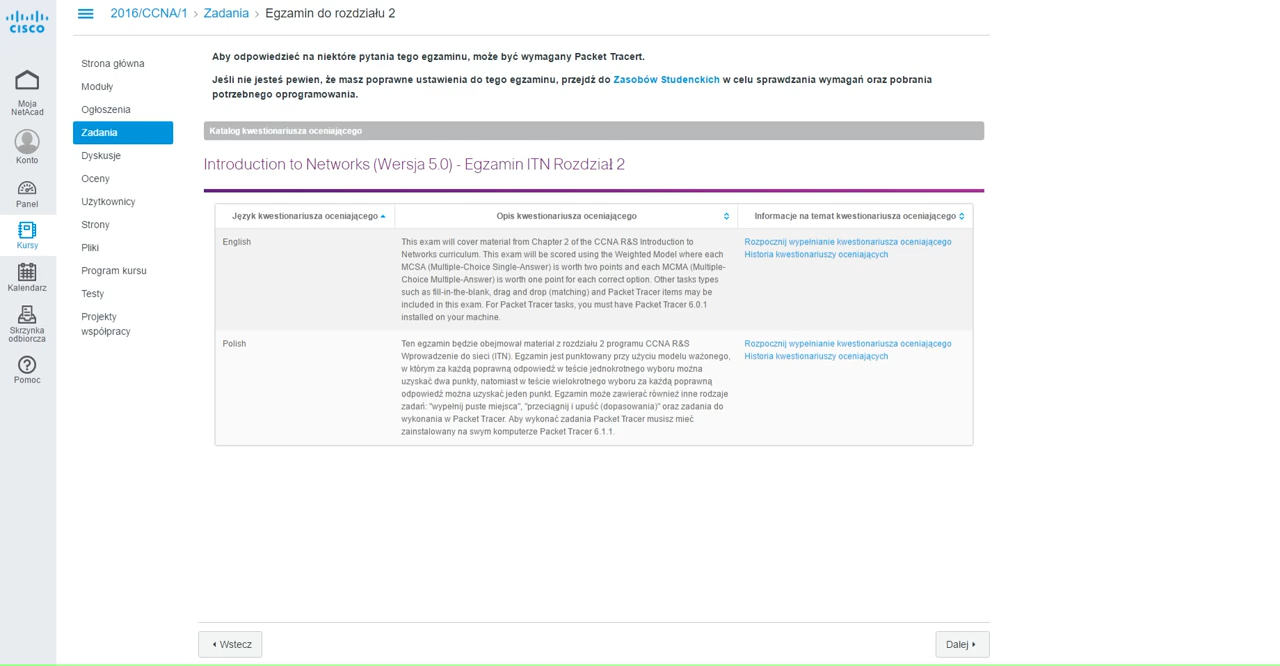 CISCO
Moja
NetAcad
Konto
Panel
Kursy
Kalendarz
Skrzynka
odbiorcza
Pomoc
2016/CCNA/1 › Zadania › Egzamin do rozdziału 2
Strona główna
Moduły
Ogłoszenia
Zadania
Dyskusje
Oceny
Użytkownicy
Strony
Pliki
Program kursu
Testy
Projekty
współpracy
Aby odpowiedzieć na niektóre pytania tego egzaminu, może być wymagany Packet Tracert.
Jeśli nie jesteś pewien, że masz poprawne ustawienia do tego egzaminu, przejdź do Zasobów Studenckich w celu sprawdzania wymagań oraz pobrania
potrzebnego oprogramowania.
Katalog kwestionariusza oceniającego
Introduction to Networks (Wersja 5.0) - Egzamin ITN Rozdział 2
Język kwestionariusza oceniającego
Opis kwestionariusza oceniającego
Informacje na temat kwestionariusza oceniającego
English
This exam will cover material from Chapter 2 of the CCNA R&S Introduction to
Networks curriculum. This exam will be scored using the Weighted Model where each
MCSA (Multiple-Choice Single-Answer) is worth two points and each MCMA (Multiple-
Choice Multiple-Answer) is worth one point for each correct option. Other tasks types
such as fill-in-the-blank, drag and drop (matching) and Packet Tracer items may be
included in this exam. For Packet Tracer tasks, you must have Packet Tracer 6.0.1
installed on your machine.
Rozpocznij wypełnianie kwestionariusza oceniającego
Historia kwestionariuszy oceniających
Polish
Ten egzamin będzie obejmował materiał z rozdziału 2 programu CCNA R&S
Wprowadzenie do sieci (ITN). Egzamin jest punktowany przy użyciu modelu ważonego,
w którym za każdą poprawną odpowiedź w teście jednokrotnego wyboru można
uzyskać dwa punkty, natomiast w teście wielokrotnego wyboru za każdą poprawną
odpowiedź można uzyskać jeden punkt. Egzamin może zawierać również inne rodzaje
zadań: "wypełnij puste miejsca", "przeciągnij i upuść (dopasowania)" oraz zadania do
wykonania w Packet Tracer. Aby wykonać zadania Packet Tracer musisz mieć
zainstalowany na swym komputerze Packet Tracer 6.1.1.
Rozpocznij wypełnianie kwestionariusza oceniającego
Historia kwestionariuszy oceniających
Wstecz
Dalej